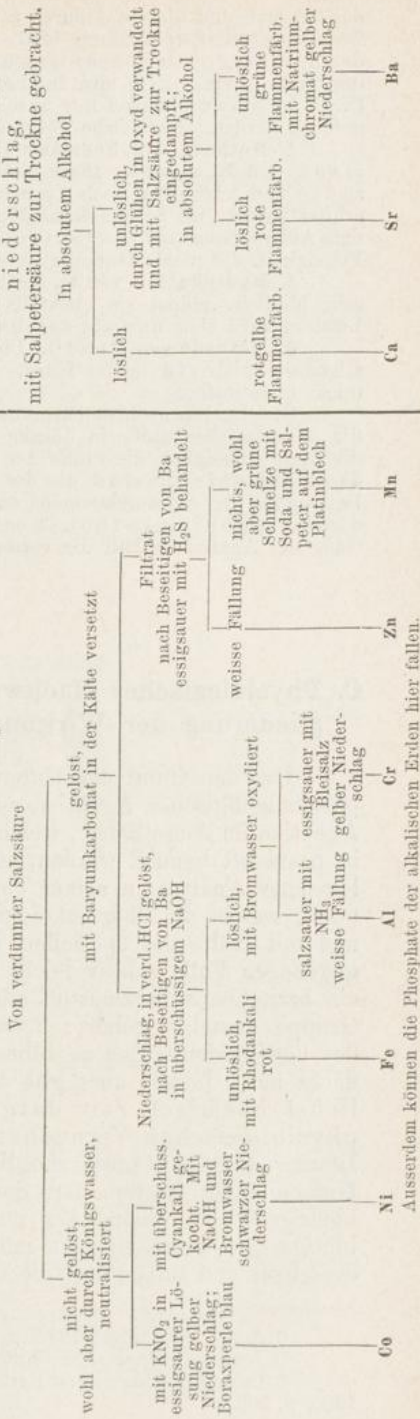 Von verdünnter Salzsäure
nicht gelöst,
wohl aber durch Königswasser,
neutralisiert
mit KNO₂ in
essigsaurer Lö-
sung gelber
Niederschlag;
Boraxperle blau
Co
mit überschüss.
Cyankali ge-
kocht. Mit
NaOH und
Bromwasser
schwarzer Nie-
derschlag
Ni
gelöst,
mit Baryumkarbonat in der Kälte versetzt
Niederschlag, in verd. HCl gelöst,
nach Beseitigen von Ba
in überschüssigem NaOH
unlöslich,
mit Rhodankali
rot
Fe
löslich,
mit Bromwasser oxydiert
salzsauer mit
NH₃
weisse Fällung
Al
essigsauer mit
Bleisalz
gelber Nieder-
schlag
Cr
Filtrat
nach Beseitigen von Ba
essigsauer mit H₂S behandelt
weisse Fällung
Zn
nichts, wohl
aber grüne
Schmelze mit
Soda und Sal-
peter auf dem
Platinblech
Mn
Ausserdem können die Phosphate der alkalischen Erden hier fallen.
niederschlag,
mit Salpetersäure zur Trockne gebracht.
In absolutem Alkohol
löslich
rotgelbe
Flammenfärb.
Ca
unlöslich,
durch Glühen in Oxyd verwandelt
und mit Salzsäure zur Trockne
eingedampft;
in absolutem Alkohol
löslich
rote
Flammenfärb.
Sr
unlöslich
grüne
Flammenfärb.
mit Natrium-
chromat gelber
Niederschlag
Ba